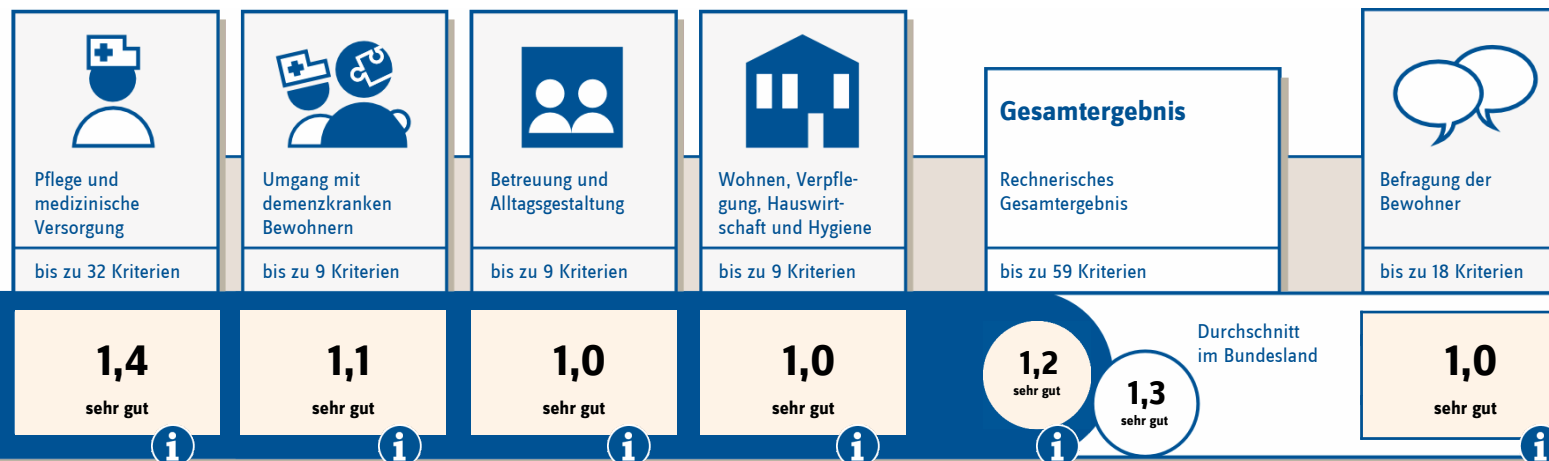 Pflege und
medizinische
Versorgung
bis zu 32 Kriterien
1,4
sehr gut
i
Umgang mit
demenzkranken
Bewohnern
bis zu 9 Kriterien
1,1
sehr gut
i
Betreuung und
Alltagsgestaltung
bis zu 9 Kriterien
1,0
sehr gut
i
Wohnen, Verpfle-
gung, Hauswirt-
schaft und Hygiene
bis zu 9 Kriterien
1,0
sehr gut
i
Gesamtergebnis
Rechnerisches
Gesamtergebnis
bis zu 59 Kriterien
1,2
sehr gut
i
Durchschnitt
im Bundesland
1,3
sehr gut
Befragung der
Bewohner
bis zu 18 Kriterien
1,0
sehr gut
i